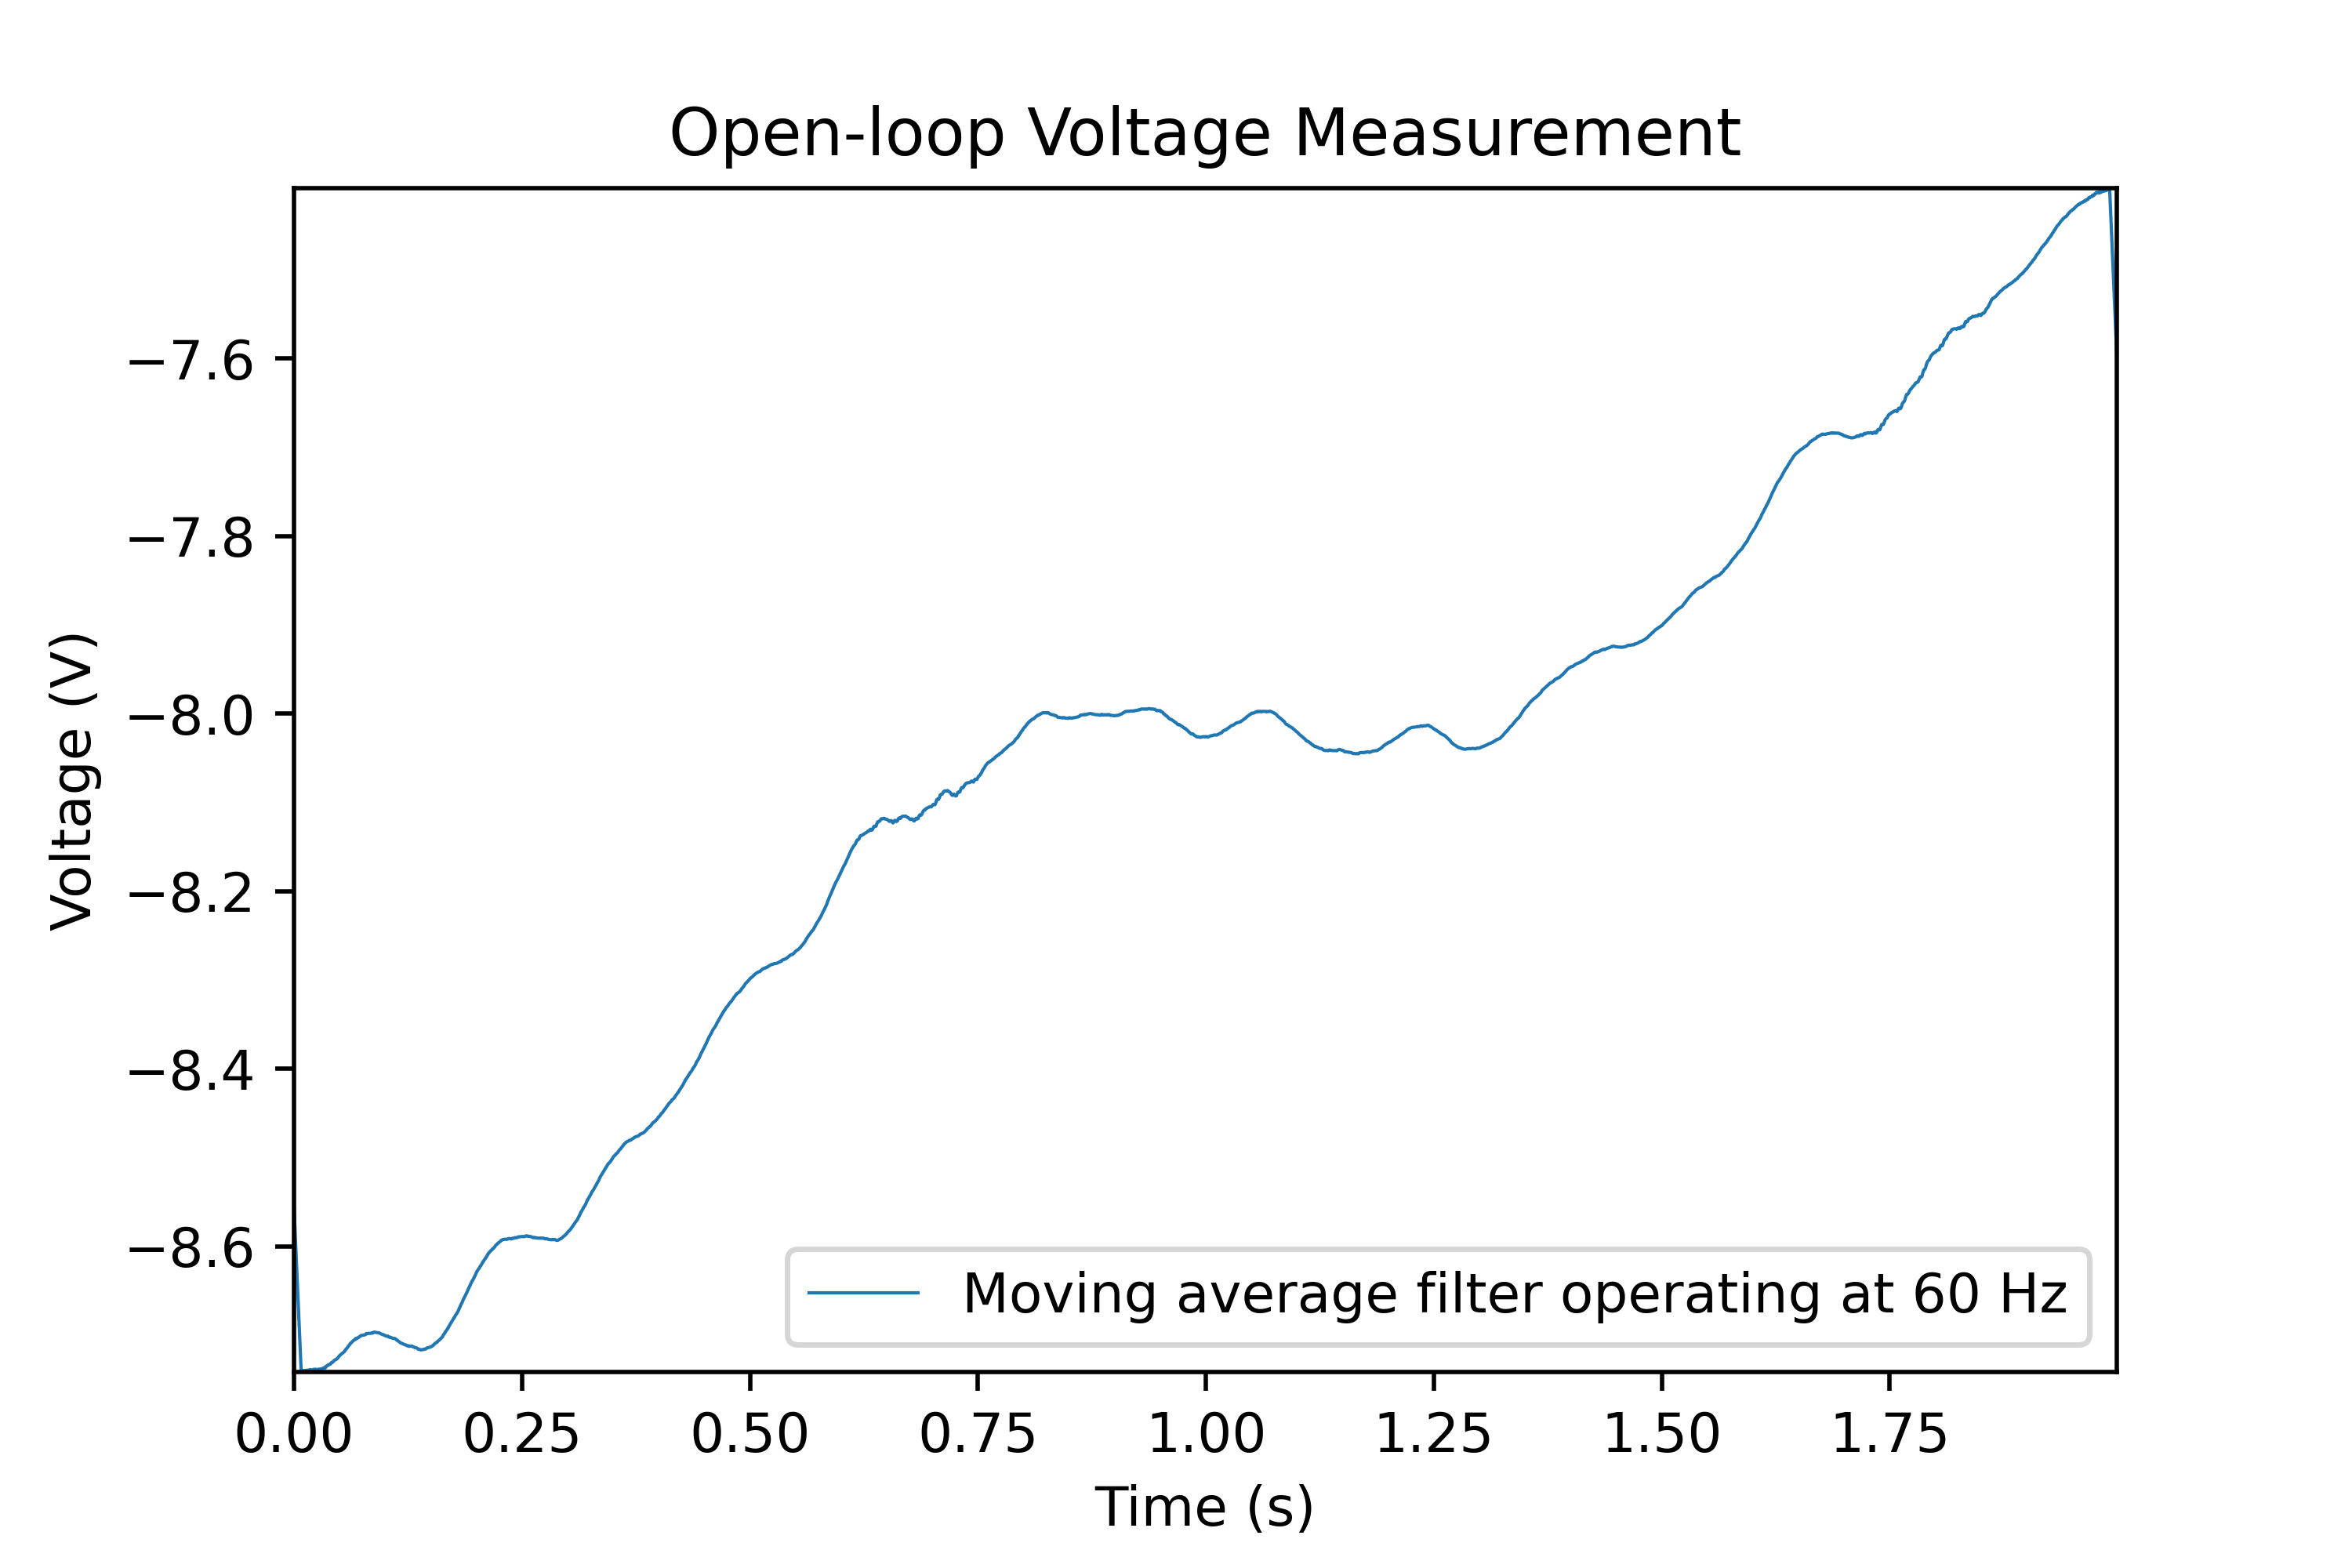 Open-loop Voltage Measurement
−7.6
−7.8
−8.0
−8.2
−8.4
−8.6
Voltage (V)
Moving average filter operating at 60 Hz
0.00 0.25 0.50 0.75 1.00 1.25 1.50 1.75
Time (s)